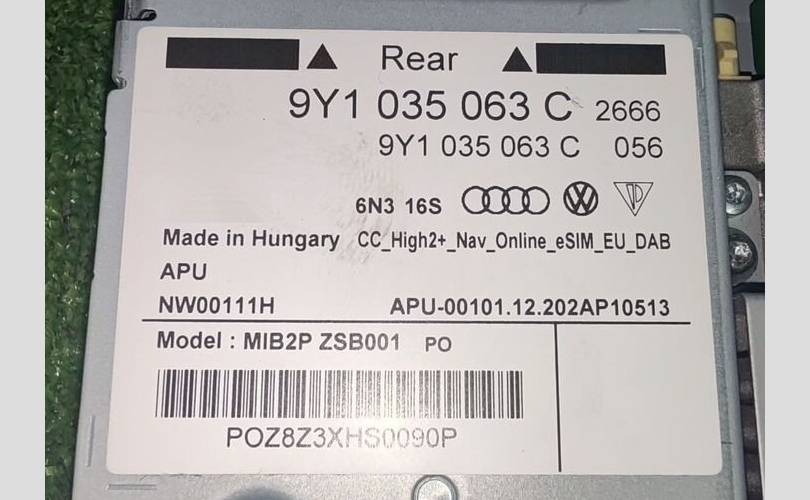 Rear
9Y1 035 063 C 2666
9Y1 035 063 C 056
6N3 16S
Made in Hungary CC_High2+_Nav_Online_eSIM_EU_DAB
APU
NW00111H APU-00101.12.202AP10513
Model : MIB2P ZSB001 PO
POZ8Z3XHS0090P